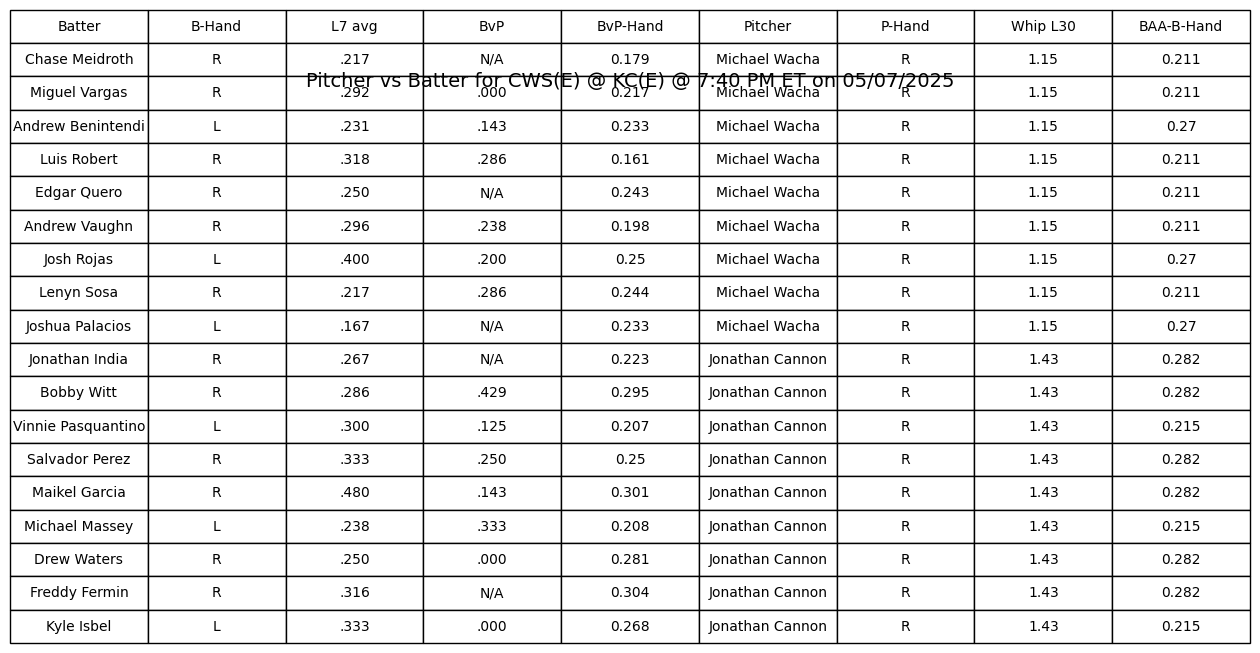 Batter B-Hand L7 avg BvP BvP-Hand Pitcher P-Hand Whip L30 BAA-B-Hand
Chase Meidroth R .217 N/A 0.179 Michael Wacha R 1.15 0.211
Pitcher vs Batter for CWS(E) @ KC(E) @ 7:40 PM ET on 05/07/2025
Miguel Vargas R .292 .000 0.217 Michael Wacha R 1.15 0.211
Andrew Benintendi L .231 .143 0.233 Michael Wacha R 1.15 0.27
Luis Robert R .318 .286 0.161 Michael Wacha R 1.15 0.211
Edgar Quero R .250 N/A 0.243 Michael Wacha R 1.15 0.211
Andrew Vaughn R .296 .238 0.198 Michael Wacha R 1.15 0.211
Josh Rojas L .400 .200 0.25 Michael Wacha R 1.15 0.27
Lenyn Sosa R .217 .286 0.244 Michael Wacha R 1.15 0.211
Joshua Palacios L .167 N/A 0.233 Michael Wacha R 1.15 0.27
Jonathan India R .267 N/A 0.223 Jonathan Cannon R 1.43 0.282
Bobby Witt R .286 .429 0.295 Jonathan Cannon R 1.43 0.282
Vinnie Pasquantino L .300 .125 0.207 Jonathan Cannon R 1.43 0.215
Salvador Perez R .333 .250 0.25 Jonathan Cannon R 1.43 0.282
Maikel Garcia R .480 .143 0.301 Jonathan Cannon R 1.43 0.282
Michael Massey L .238 .333 0.208 Jonathan Cannon R 1.43 0.215
Drew Waters R .250 .000 0.281 Jonathan Cannon R 1.43 0.282
Freddy Fermin R .316 N/A 0.304 Jonathan Cannon R 1.43 0.282
Kyle Isbel L .333 .000 0.268 Jonathan Cannon R 1.43 0.215